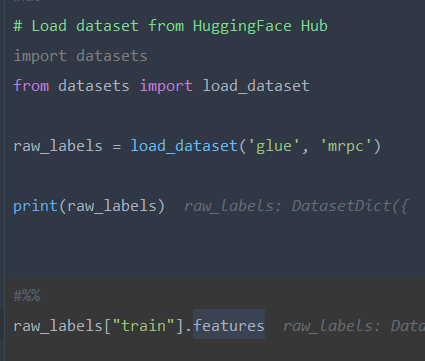 # Load dataset from HuggingFace Hub
import datasets
from datasets import load_dataset
raw_labels = load_dataset('glue', 'mrpc')
print(raw_labels) raw_labels: DatasetDict({
#%%
raw_labels["train"].features raw_labels: Data